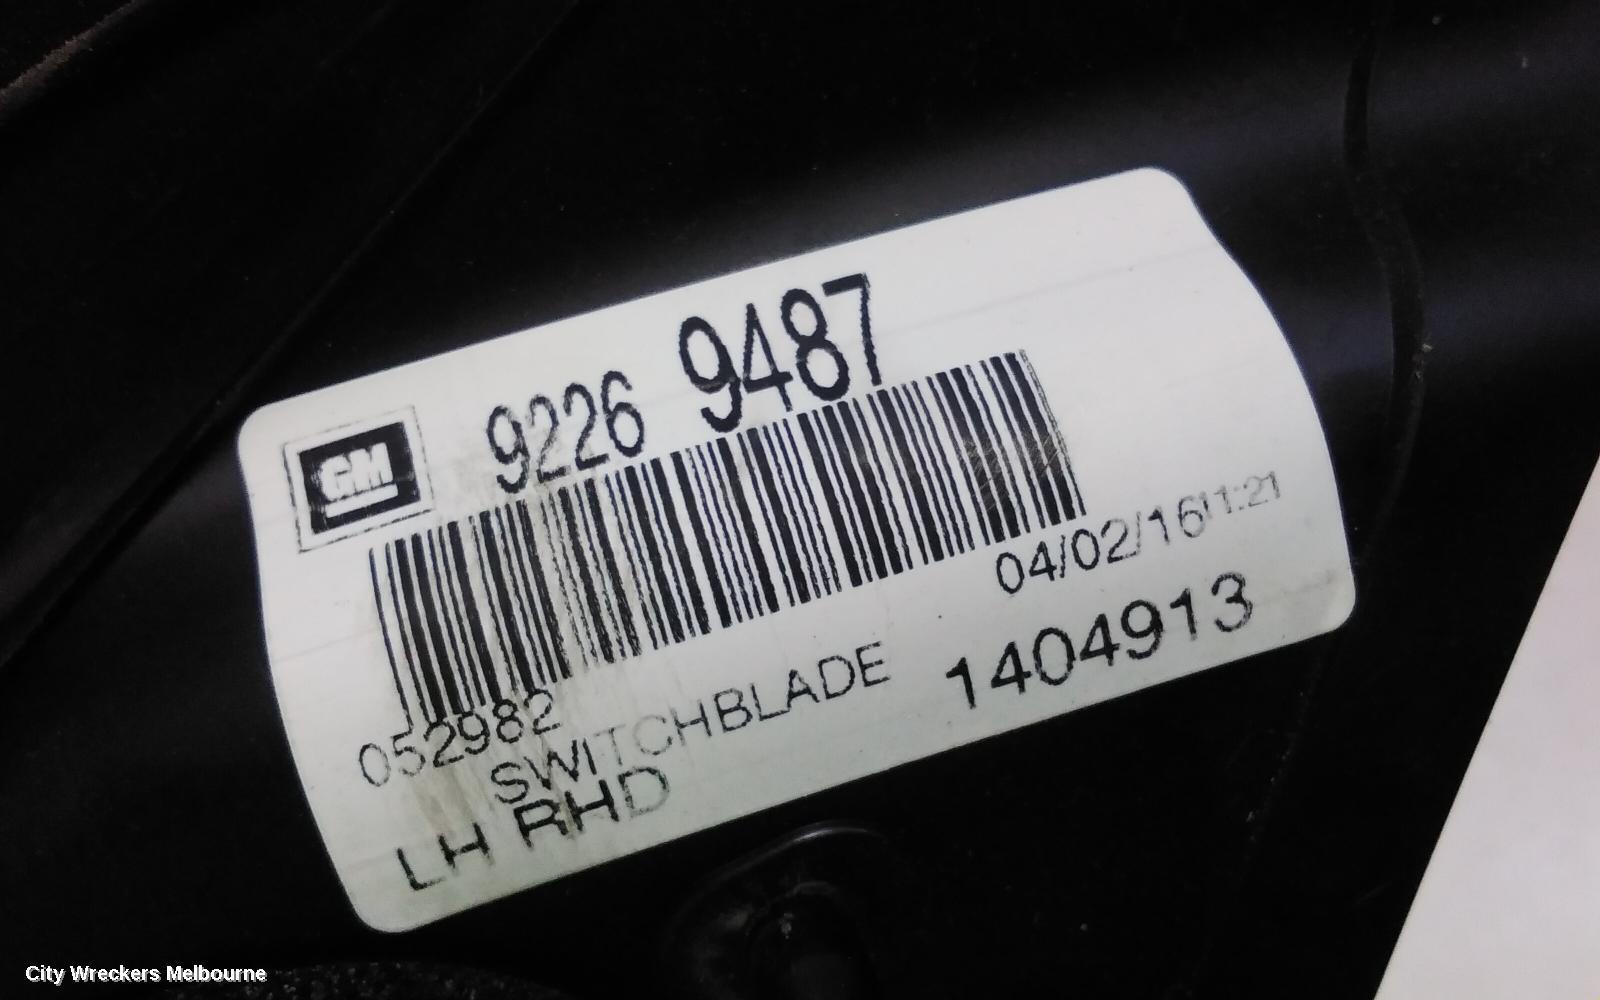 GM 9226 9487
04/02/16 11:21
052982
SWITCHBLADE 1404913
LH RHD
City Wreckers Melbourne